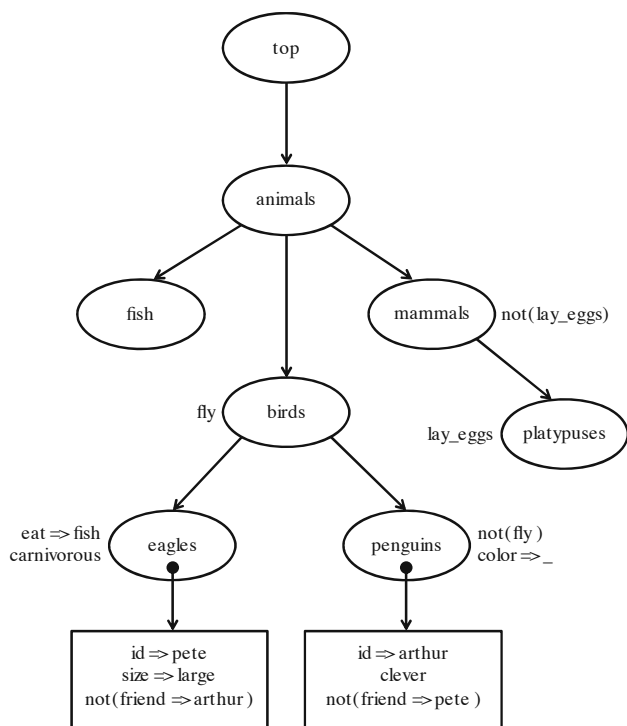 top
animals
fish
mammals
not(lay_eggs)
fly
birds
lay_eggs
platypuses
eat=>fish
carnivorous
eagles
penguins
not(fly)
color=>_
id=>pete
size=>large
not(friend=>arthur)
id=>arthur
clever
not(friend=>pete)